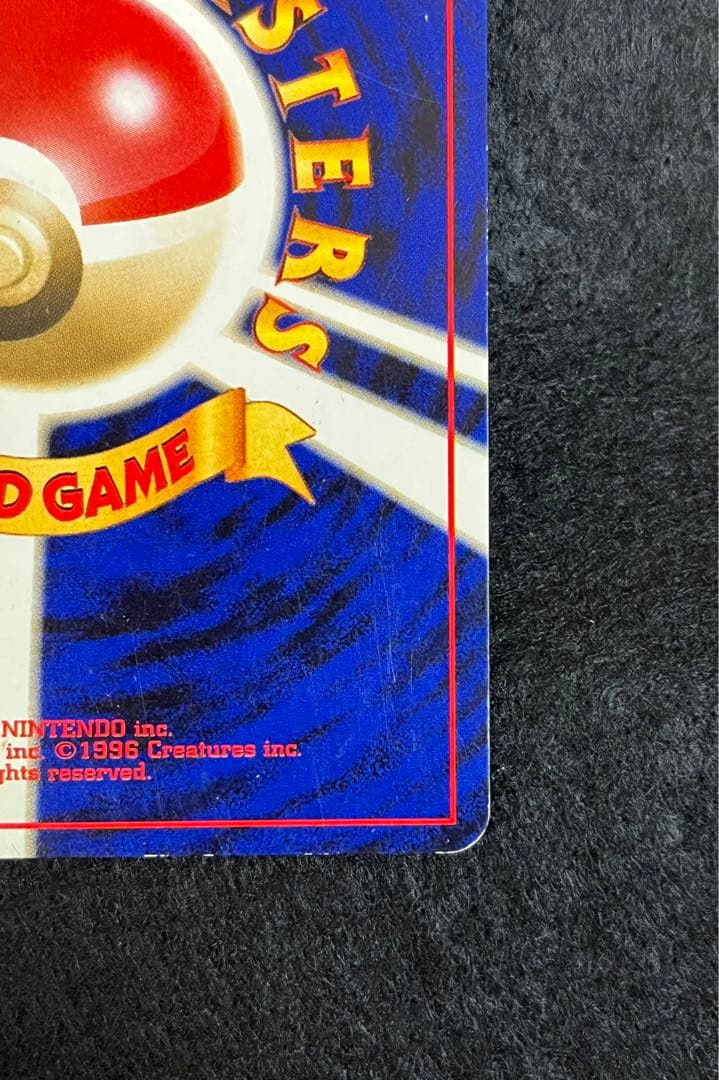 STERS
D GAME
NINTENDO inc.
inc. ©1996 Creatures inc.
ghts reserved.